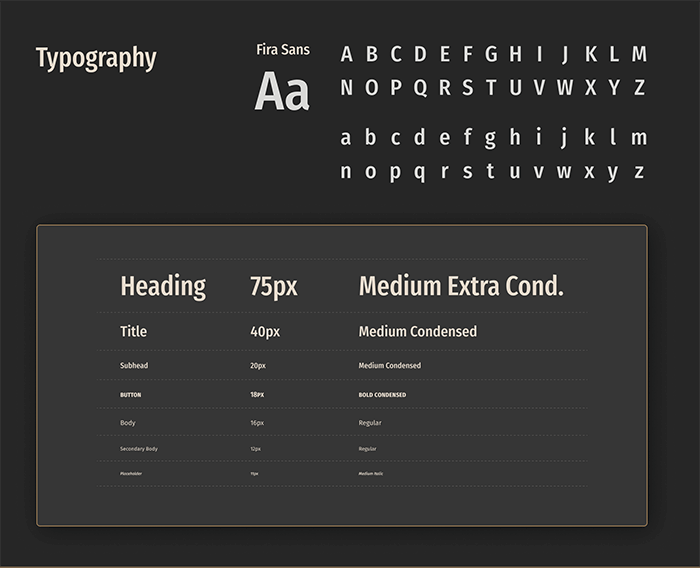 Typography
Fira Sans
Aa
A B C D E F G H I J K L M
N O P Q R S T U V W X Y Z
a b c d e f g h i j k l m
n o p q r s t u v w x y z
Heading 75px Medium Extra Cond.
Title 40px Medium Condensed
Subhead 20px Medium Condensed
BUTTON 18px BOLD CONDENSED
Body 16px Regular
Secondary Body 12px Regular
Placeholder 11px Medium Italic